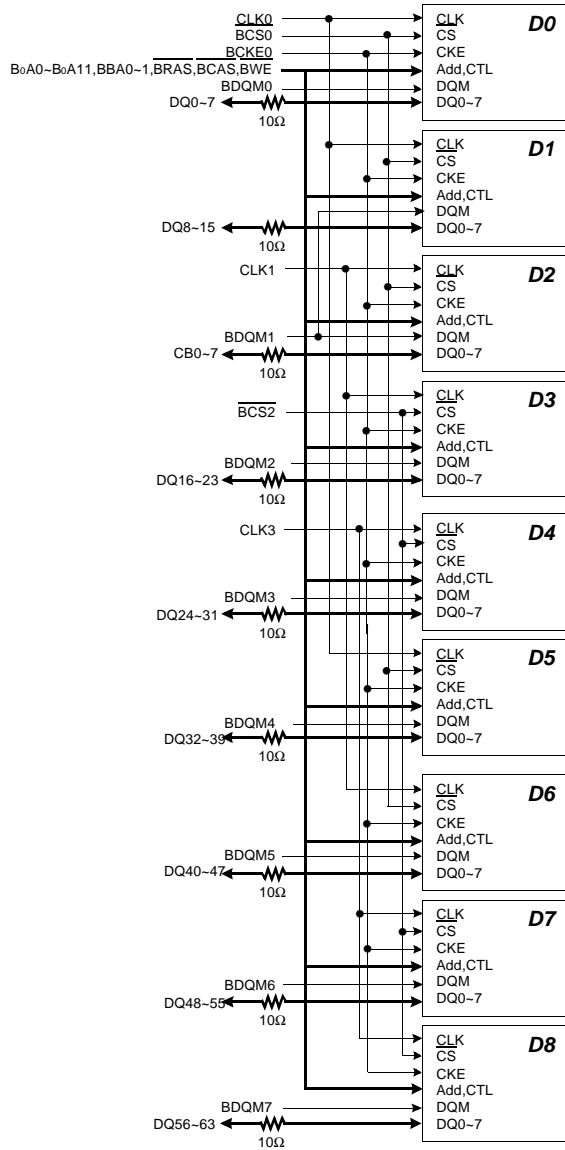 CLK0 CLK D0
BCS0 CS
BCKE0 CKE
B0A0~B0A11,BBA0~1,BRAS,BCAS,BWE Add,CTL
BDQM0 DQM
DQ0~7 DQ0~7
10Ω
CLK D1
CS
CKE
Add,CTL
DQM
DQ8~15 DQ0~7
10Ω
CLK1 CLK D2
CS
CKE
Add,CTL
BDQM1 DQM
CB0~7 DQ0~7
10Ω
CLK D3
BCS2 CS
CKE
Add,CTL
BDQM2 DQM
DQ16~23 DQ0~7
10Ω
CLK3 CLK D4
CS
CKE
Add,CTL
BDQM3 DQM
DQ24~31 DQ0~7
10Ω
CLK D5
CS
CKE
Add,CTL
BDQM4 DQM
DQ32~39 DQ0~7
10Ω
CLK D6
CS
CKE
Add,CTL
BDQM5 DQM
DQ40~47 DQ0~7
10Ω
CLK D7
CS
CKE
Add,CTL
BDQM6 DQM
DQ48~55 DQ0~7
10Ω
CLK D8
CS
CKE
Add,CTL
BDQM7 DQM
DQ56~63 DQ0~7
10Ω